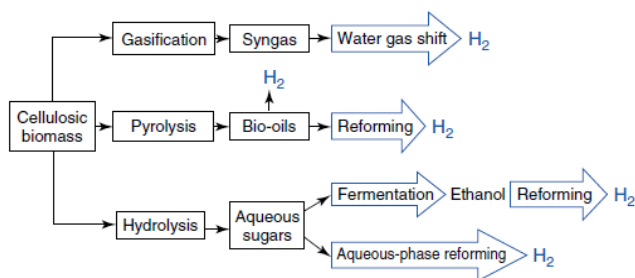 Gasification
Syngas
Water gas shift
H₂
H₂
Cellulosic
biomass
Pyrolysis
Bio-oils
Reforming
H₂
Fermentation
Ethanol
Reforming
H₂
Hydrolysis
Aqueous
sugars
Aqueous-phase reforming
H₂